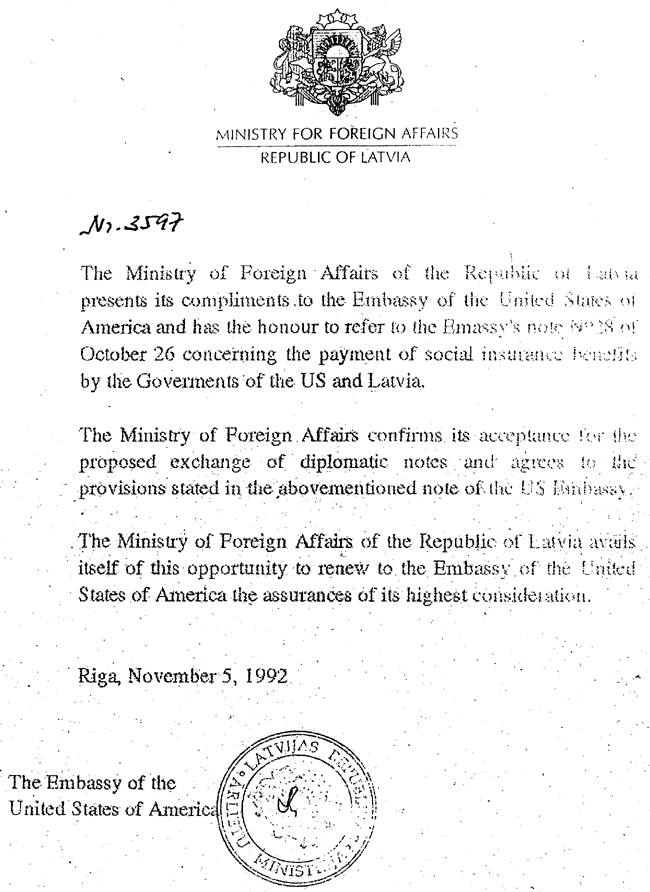 MINISTRY FOR FOREIGN AFFAIRS
REPUBLIC OF LATVIA
Nr. 3597
The Ministry of Foreign Affairs of the Republic of Latvia
presents its compliments to the Embassy of the United States of
America and has the honour to refer to the Emassy's note Nº28 of
October 26 concerning the payment of social insurance benefits
by the Goverments of the US and Latvia.
The Ministry of Foreign Affairs confirms its acceptance for the
proposed exchange of diplomatic notes and agrees to the
provisions stated in the abovementioned note of the US Embassy.
The Ministry of Foreign Affairs of the Republic of Latvia avails
itself of this opportunity to renew to the Embassy of the United
States of America the assurances of its highest consideration.
Riga, November 5, 1992
The Embassy of the
United States of America
LATVIJAS REPUBLIKAS
ĀRLIETU MINISTRIJA